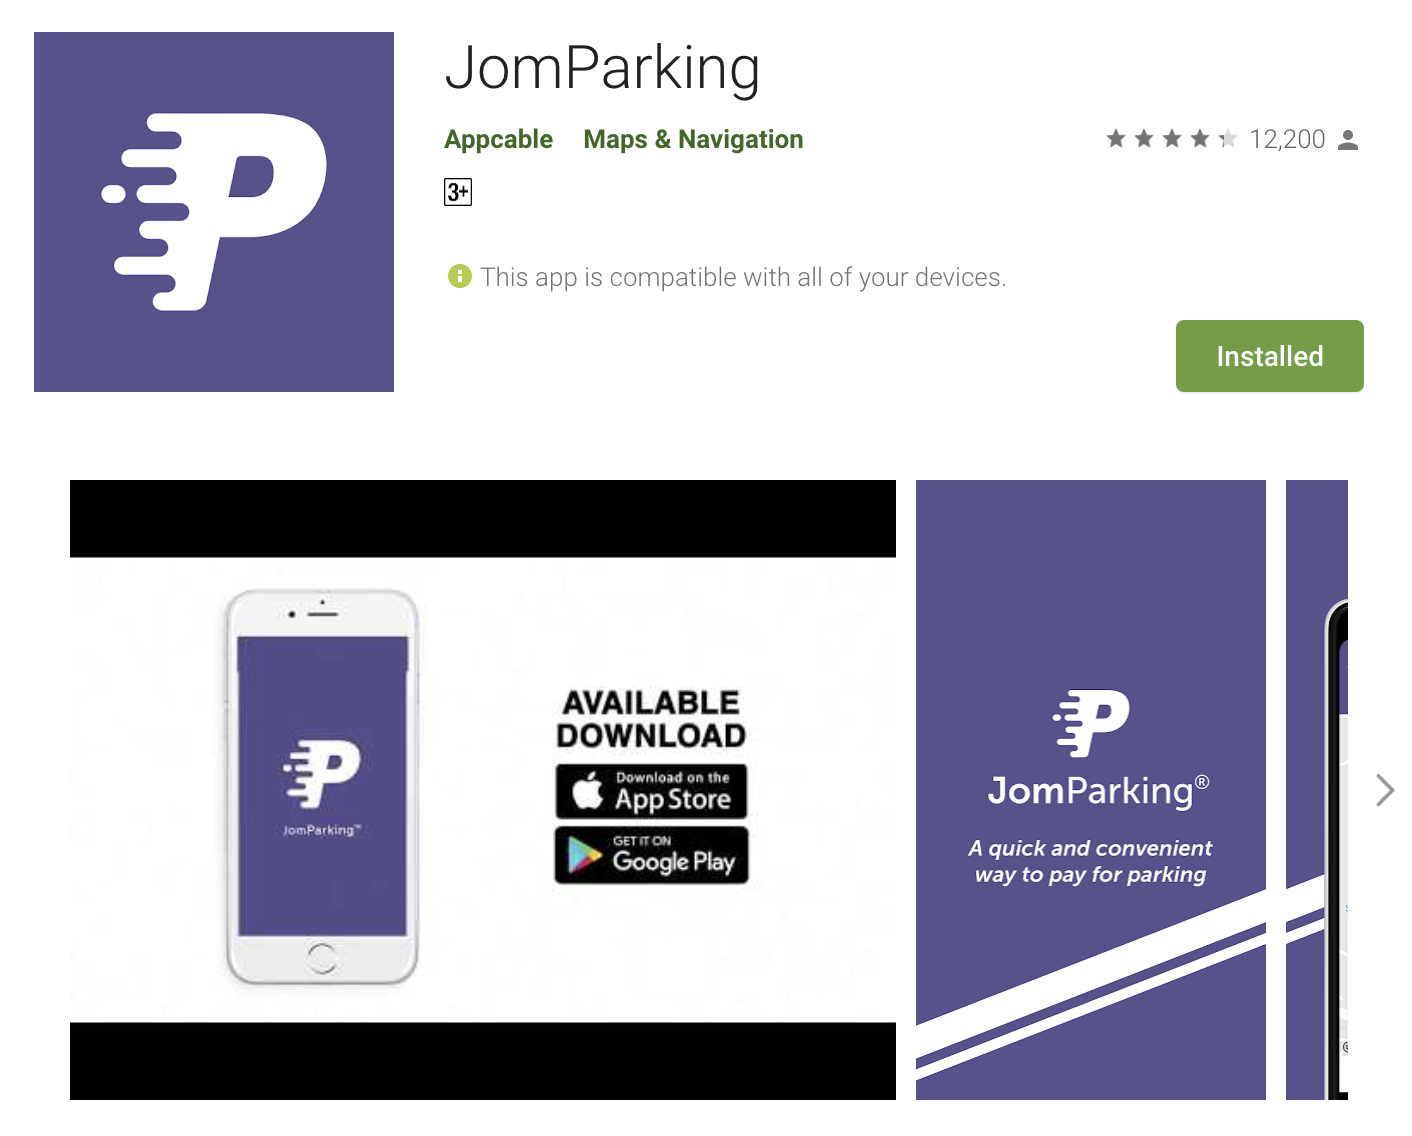 JomParking
Appcable Maps & Navigation
12,200
3+
This app is compatible with all of your devices.
Installed
P
JomParking™
AVAILABLE
DOWNLOAD
Download on the
App Store
GET IT ON
Google Play
P
JomParking®
A quick and convenient
way to pay for parking